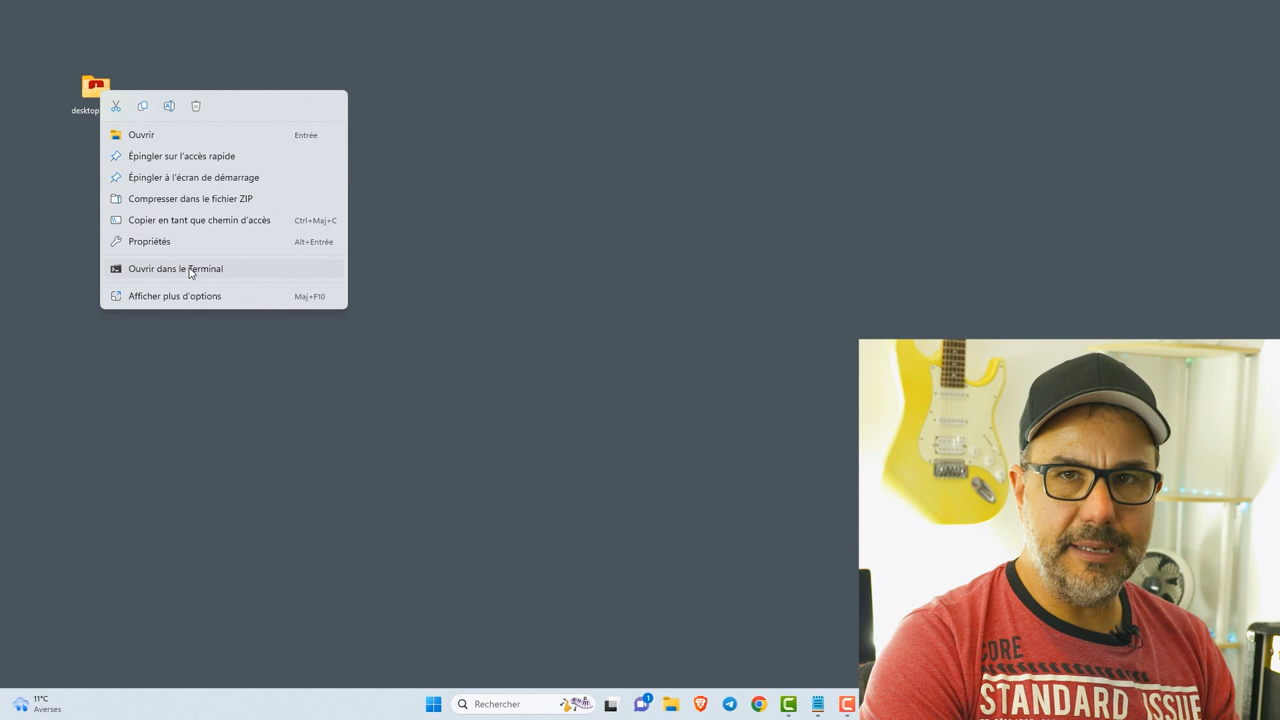 desktop
Ouvrir Entrée
Épingler sur l'accès rapide
Épingler à l'écran de démarrage
Compresser dans le fichier ZIP
Copier en tant que chemin d'accès Ctrl+Maj+C
Propriétés Alt+Entrée
Ouvrir dans le Terminal
Afficher plus d'options Maj+F10
CORE
STANDARD ISSUE
11°C
Averses
Rechercher
1